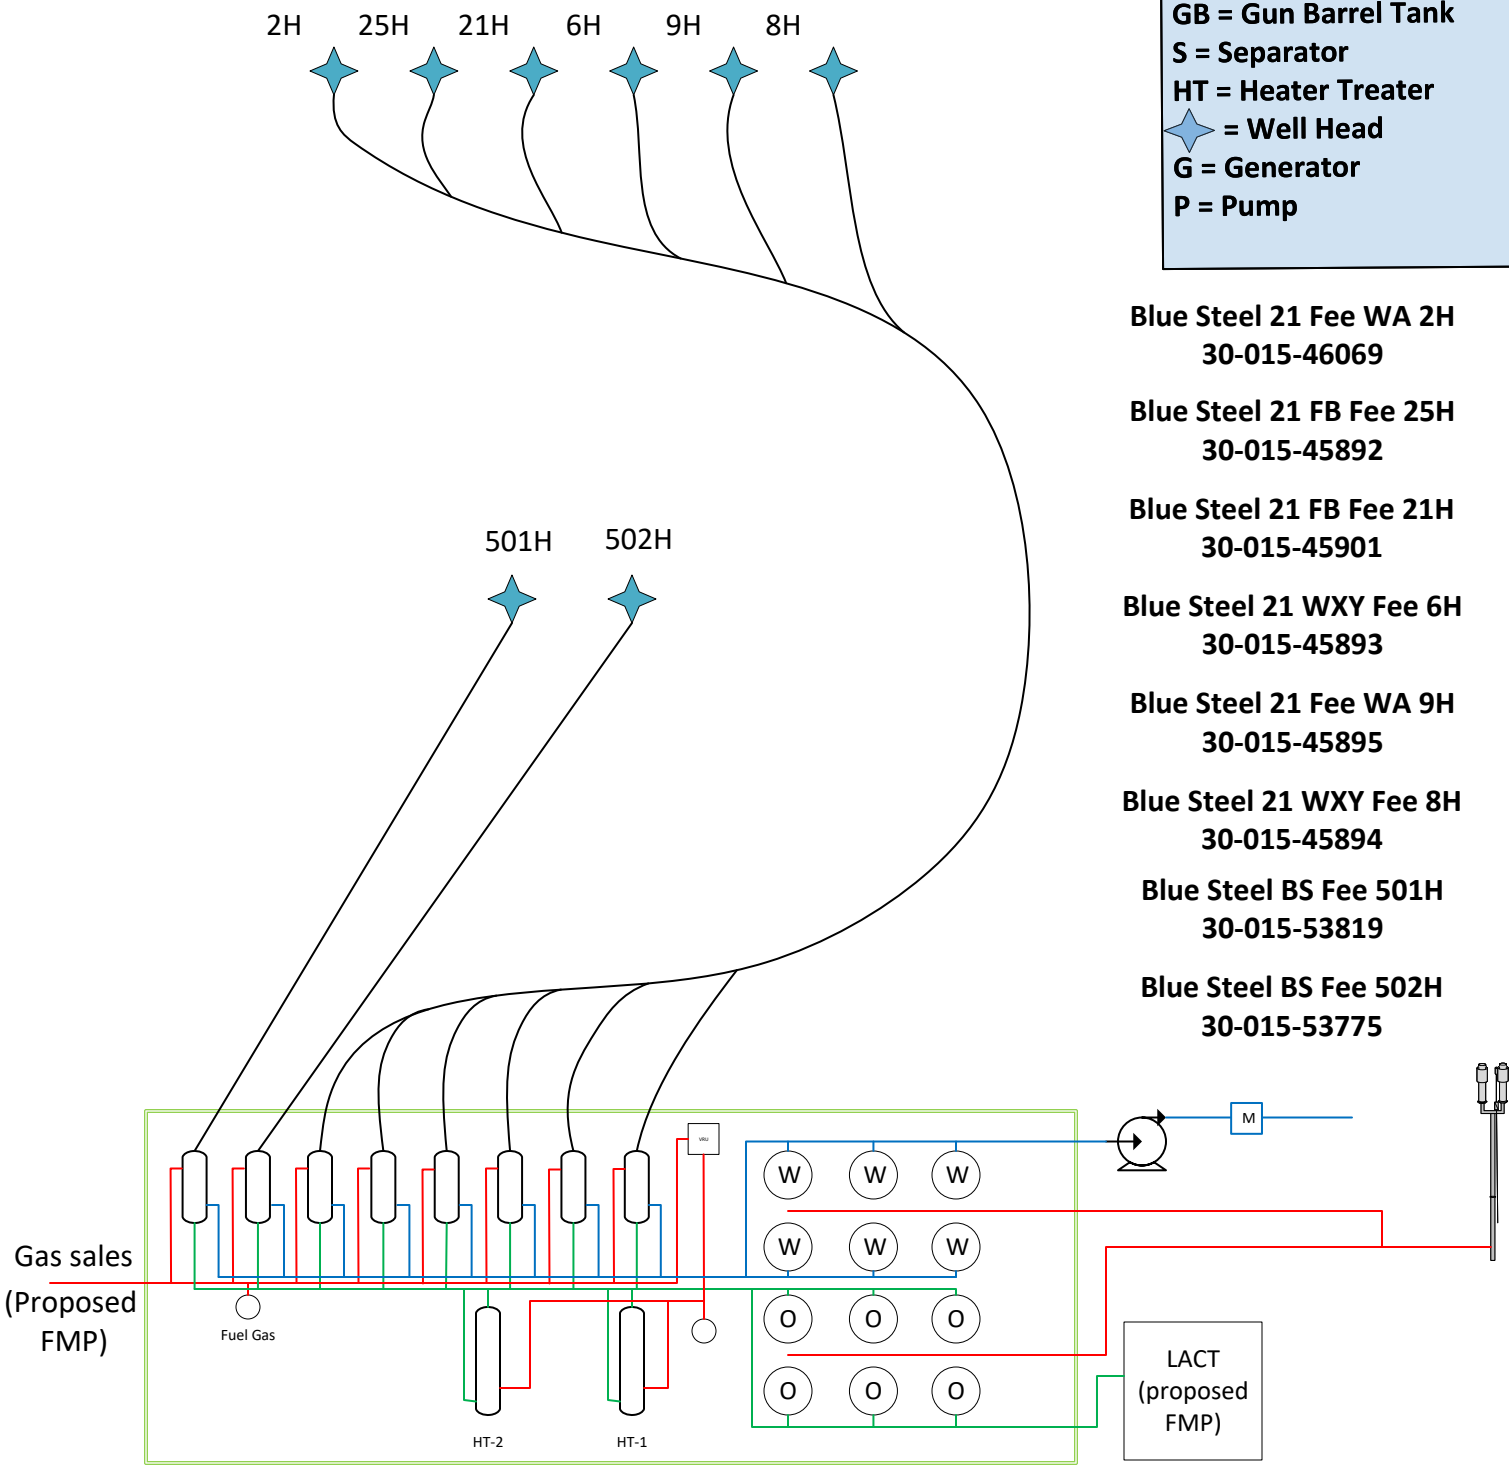 2H 25H 21H 6H 9H 8H
GB = Gun Barrel Tank
S = Separator
HT = Heater Treater
= Well Head
G = Generator
P = Pump
Blue Steel 21 Fee WA 2H
30-015-46069
Blue Steel 21 FB Fee 25H
30-015-45892
Blue Steel 21 FB Fee 21H
30-015-45901
501H 502H
Blue Steel 21 WXY Fee 6H
30-015-45893
Blue Steel 21 Fee WA 9H
30-015-45895
Blue Steel 21 WXY Fee 8H
30-015-45894
Blue Steel BS Fee 501H
30-015-53819
Blue Steel BS Fee 502H
30-015-53775
M
VRU
W W W
W W W
Gas sales
(Proposed
FMP)
Fuel Gas
O O O
O O O
LACT
(proposed
FMP)
HT-2 HT-1